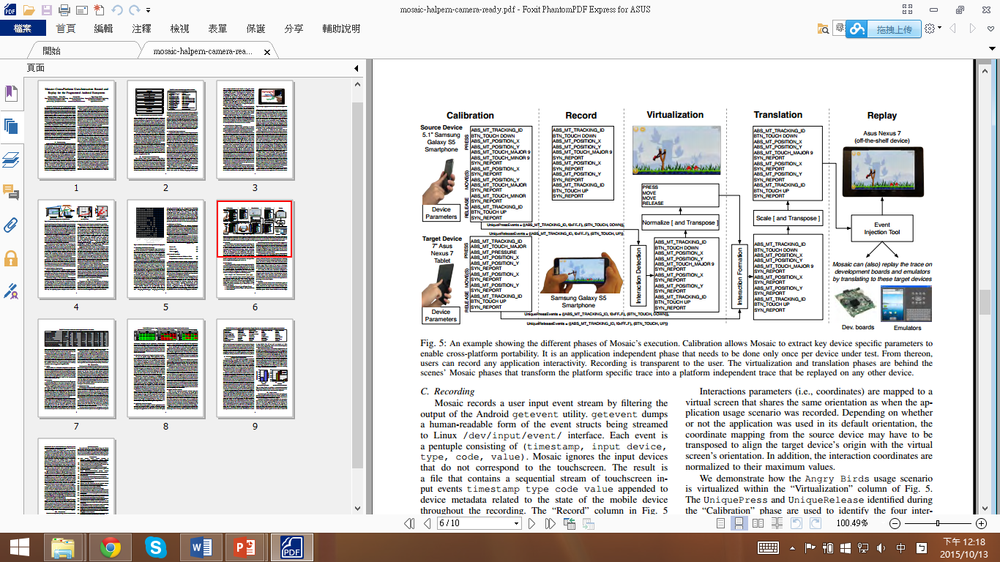 mosaic-halpern-camera-ready.pdf - Foxit PhantomPDF Express for ASUS
檔案 首頁 編輯 注釋 檢視 表單 保護 分享 輔助說明
拖拽上传
開始
mosaic-halpern-camera-rea...
頁面
1 2 3
4 5 6
7 8 9
Calibration
Record
Virtualization
Translation
Replay
Source Device
5.1" Samsung
Galaxy S5
Smartphone
Device
Parameters
PRESS
MOVE(S)
RELEASE
ABS_MT_TRACKING_ID
BTN_TOUCH DOWN
ABS_MT_POSITION_X
ABS_MT_POSITION_Y
ABS_MT_TOUCH_MAJOR 9
ABS_MT_TOUCH_MINOR 9
SYN_REPORT
ABS_MT_POSITION_X
SYN_REPORT
ABS_MT_POSITION_Y
ABS_MT_TOUCH_MAJOR
SYN_REPORT
ABS_MT_TOUCH_MINOR
SYN_REPORT
ABS_MT_TRACKING_ID
BTN_TOUCH UP
SYN_REPORT
Target Device
7" Asus
Nexus 7
Tablet
Device
Parameters
PRESS
MOVE(S)
RELEASE
ABS_MT_TRACKING_ID
ABS_MT_TOUCH_MAJOR
ABS_MT_PRESSURE
ABS_MT_POSITION_X
ABS_MT_POSITION_Y
SYN_REPORT
ABS_MT_POSITION_X
SYN_REPORT
ABS_MT_POSITION_Y
SYN_REPORT
ABS_MT_TRACKING_ID
BTN_TOUCH UP
SYN_REPORT
ABS_MT_TRACKING_ID
BTN_TOUCH DOWN
ABS_MT_POSITION_X
ABS_MT_POSITION_Y
ABS_MT_TOUCH_MAJOR 9
SYN_REPORT
ABS_MT_POSITION_X
SYN_REPORT
ABS_MT_POSITION_Y
SYN_REPORT
ABS_MT_TRACKING_ID
BTN_TOUCH UP
SYN_REPORT
Samsung Galaxy S5
Smartphone
PRESS
MOVE
MOVE
RELEASE
Normalize [ and Transpose ]
Interaction Detection
ABS_MT_TRACKING_ID
BTN_TOUCH DOWN
ABS_MT_POSITION_X
ABS_MT_POSITION_Y
ABS_MT_TOUCH_MAJOR 9
SYN_REPORT
ABS_MT_POSITION_X
SYN_REPORT
ABS_MT_POSITION_Y
SYN_REPORT
ABS_MT_TRACKING_ID
BTN_TOUCH UP
SYN_REPORT
Interaction Formation
ABS_MT_TRACKING_ID
BTN_TOUCH DOWN
ABS_MT_POSITION_X
ABS_MT_POSITION_Y
ABS_MT_TOUCH_MAJOR 9
SYN_REPORT
ABS_MT_POSITION_X
SYN_REPORT
ABS_MT_POSITION_Y
SYN_REPORT
ABS_MT_TRACKING_ID
BTN_TOUCH UP
SYN_REPORT
Scale [ and Transpose ]
ABS_MT_TRACKING_ID
BTN_TOUCH DOWN
ABS_MT_POSITION_X
ABS_MT_POSITION_Y
ABS_MT_TOUCH_MAJOR 9
SYN_REPORT
ABS_MT_POSITION_X
SYN_REPORT
ABS_MT_POSITION_Y
SYN_REPORT
ABS_MT_TRACKING_ID
BTN_TOUCH UP
SYN_REPORT
Asus Nexus 7
(off-the-shelf device)
Event
Injection Tool
Mosaic can (also) replay the trace on
development boards and emulators
by translating to these target devices
Dev. boards
Emulators
Fig. 5: An example showing the different phases of Mosaic's execution. Calibration allows Mosaic to extract key device specific parameters to
enable cross-platform portability. It is an application independent phase that needs to be done only once per device under test. From thereon,
users can record any application interactivity. Recording is transparent to the user. The virtualization and translation phases are behind the
scenes' Mosaic phases that transform the platform specific trace into a platform independent trace that be replayed on any other device.
C. Recording
Mosaic records a user input event stream by filtering the
output of the Android getevent utility. getevent dumps
a human-readable form of the event structs being streamed
to Linux /dev/input/event/ interface. Each event is
a pentuple consisting of (timestamp, input device,
type, code, value). Mosaic ignores the input devices
that do not correspond to the touchscreen. The result is
a file that contains a sequential stream of touchscreen in-
put events timestamp type code value appended to
device metadata related to the state of the mobile device
throughout the recording. The "Record" column in Fig. 5
Interactions parameters (i.e., coordinates) are mapped to a
virtual screen that shares the same orientation as when the ap-
plication usage scenario was recorded. Depending on whether
or not the application was used in its default orientation, the
coordinate mapping from the source device may have to be
transposed to align the target device's origin with the virtual
screen's orientation. In addition, the interaction coordinates are
normalized to their maximum values.
We demonstrate how the Angry Birds usage scenario
is virtualized within the "Virtualization" column of Fig. 5.
The UniquePress and UniqueRelease identified during
the "Calibration" phase are used to identify the four inter-
6 / 10
100.49%
中
下午 12:18
2015/10/13